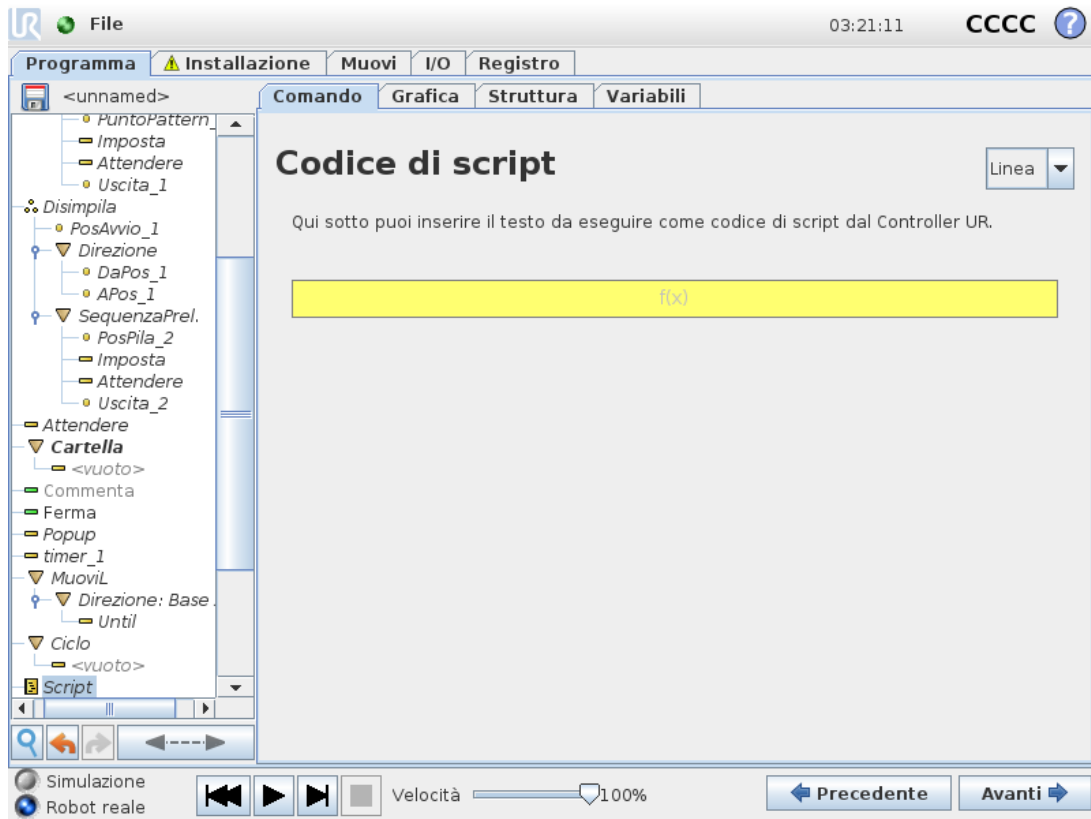 File
03:21:11
CCCC
?
Programma
Installazione
Muovi
I/O
Registro
<unnamed>
Comando
Grafica
Struttura
Variabili
PuntoPattern_
Imposta
Attendere
Uscita_1
Disimpila
PosAvvio_1
Direzione
DaPos_1
APos_1
SequenzaPrel.
PosPila_2
Imposta
Attendere
Uscita_2
Attendere
Cartella
<vuoto>
Commenta
Ferma
Popup
timer_1
MuoviL
Direzione: Base
Until
Ciclo
<vuoto>
Script
Codice di script
Linea
Qui sotto puoi inserire il testo da eseguire come codice di script dal Controller UR.
f(x)
Simulazione
Robot reale
Velocità
100%
Precedente
Avanti